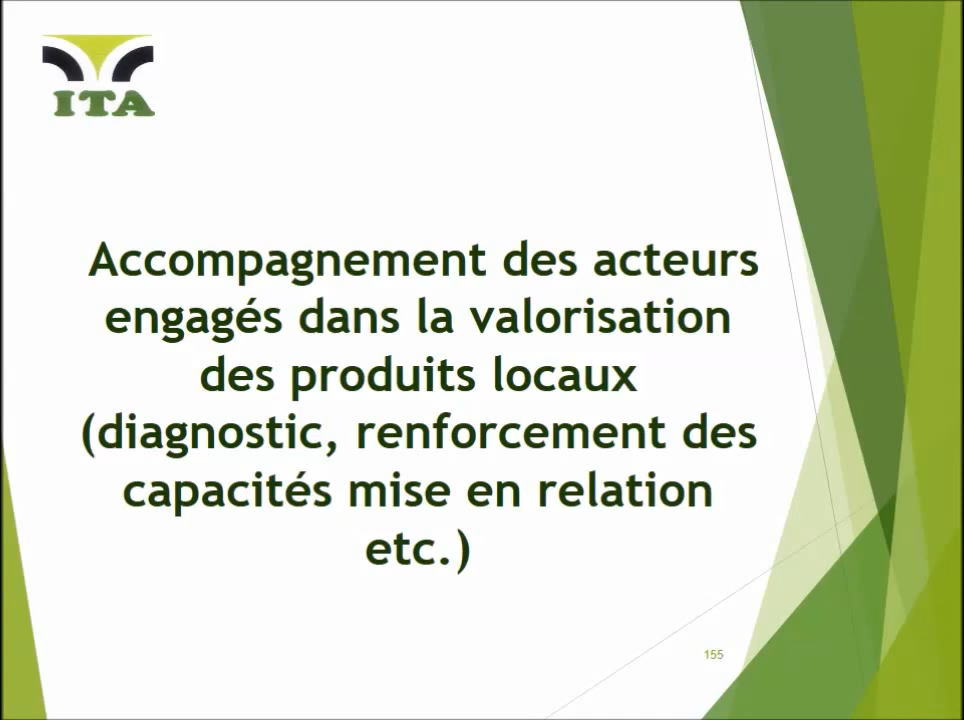 ITA
Accompagnement des acteurs
engagés dans la valorisation
des produits locaux
(diagnostic, renforcement des
capacités mise en relation
etc.)
155